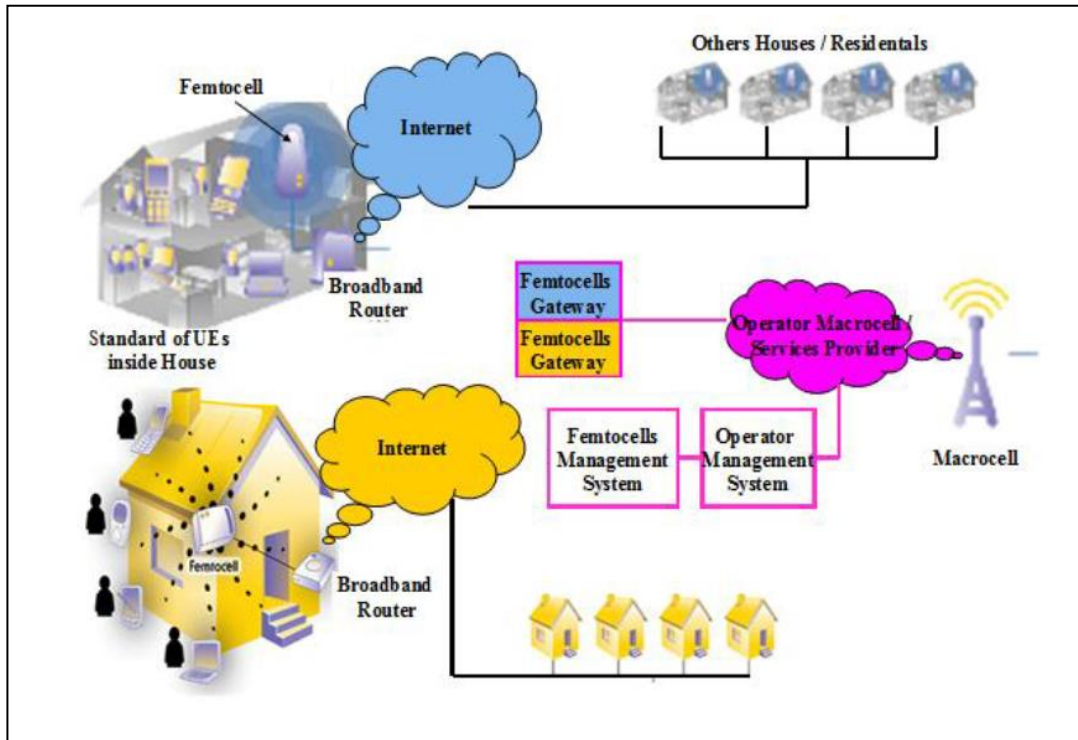 Others Houses / Residentals
Femtocell
Internet
Broadband
Router
Standard of UEs
inside House
Femtocells
Gateway
Femtocells
Gateway
Operator Macrocell /
Services Provider
Macrocell
Internet
Femtocells
Management
System
Operator
Management
System
Femtocell
Broadband
Router